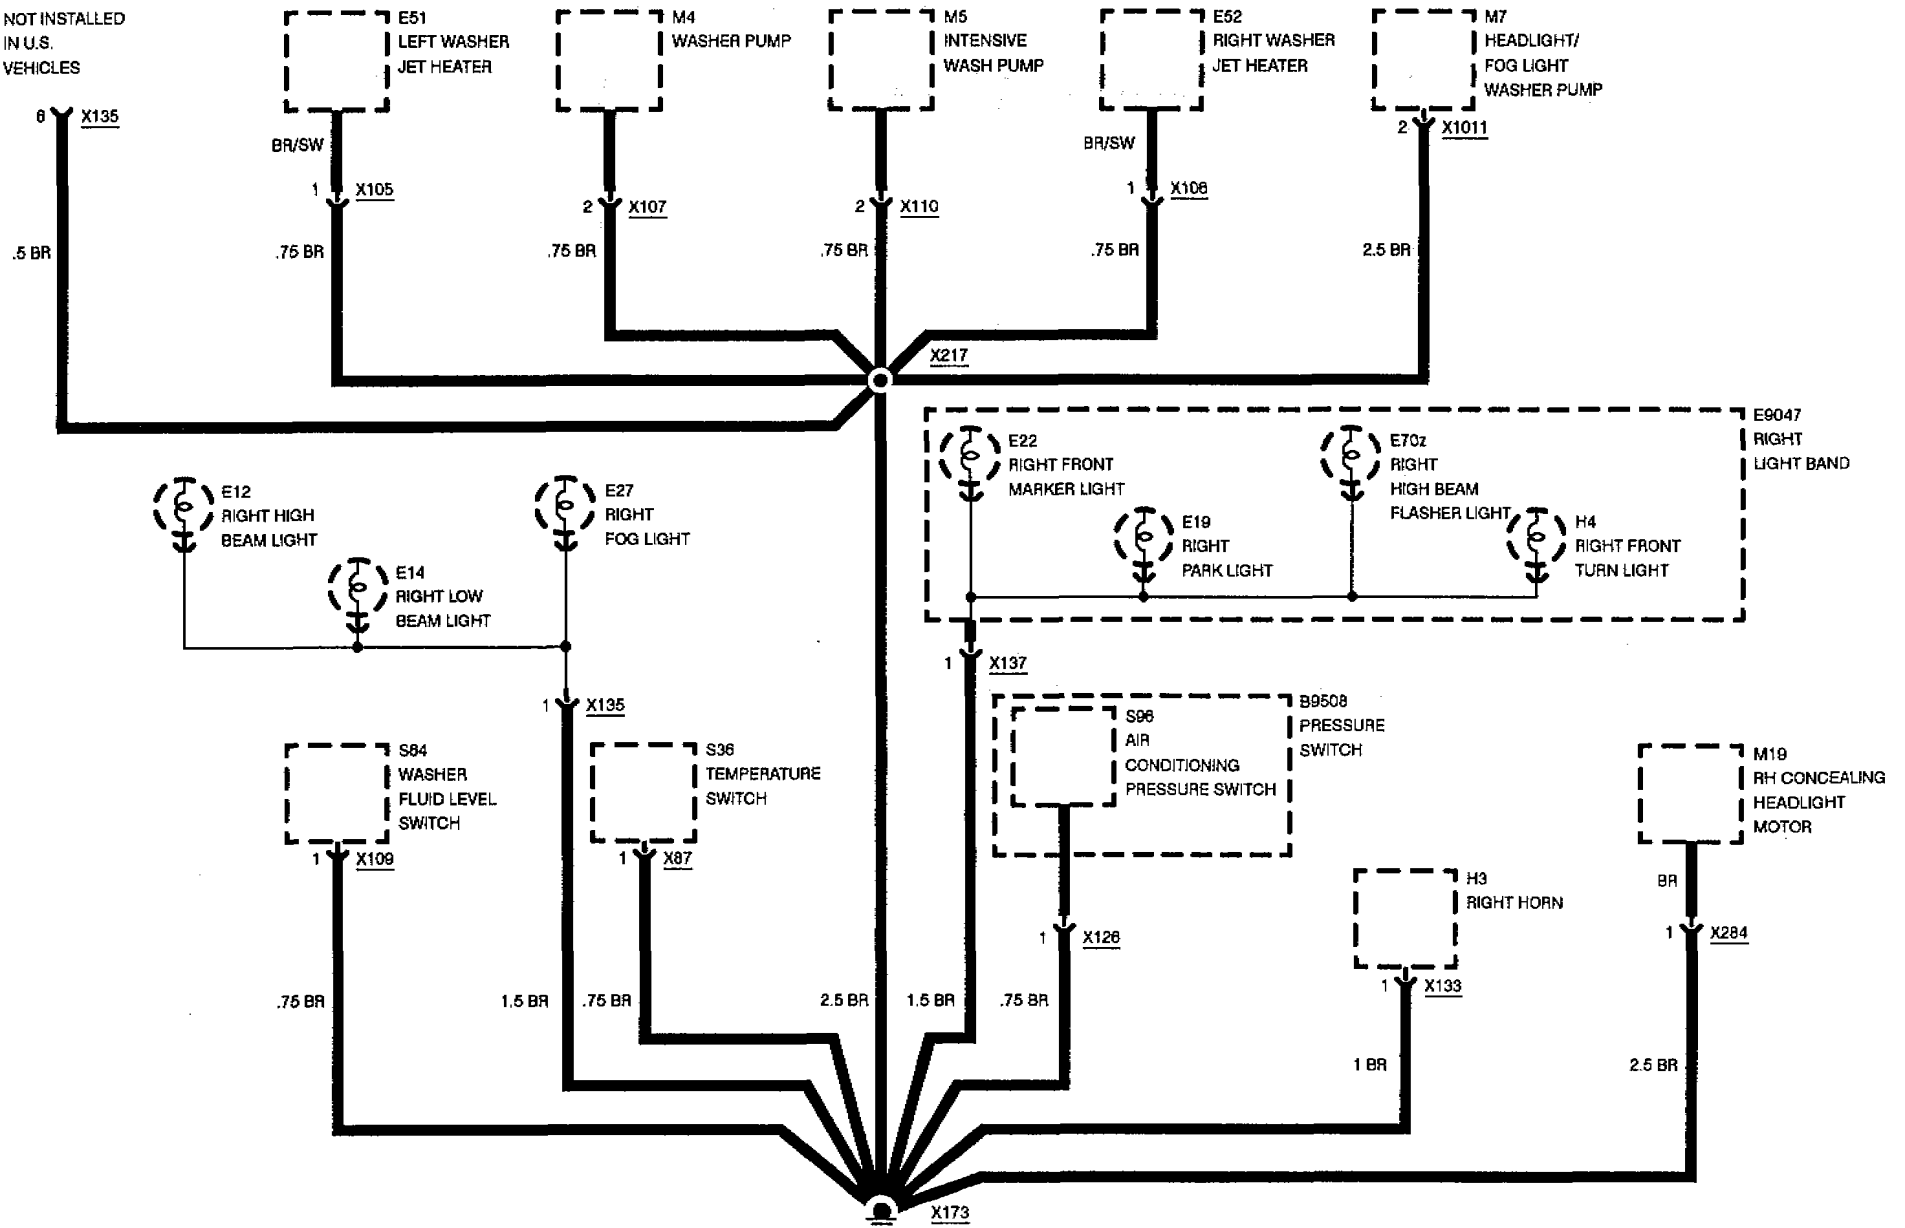 NOT INSTALLED
IN U.S.
VEHICLES
6
X135
.5 BR
E51
LEFT WASHER
JET HEATER
BR/SW
1
X105
.75 BR
M4
WASHER PUMP
2
X107
.75 BR
M5
INTENSIVE
WASH PUMP
2
X110
.75 BR
E52
RIGHT WASHER
JET HEATER
BR/SW
1
X106
.75 BR
M7
HEADLIGHT/
FOG LIGHT
WASHER PUMP
2
X1011
2.5 BR
X217
E12
RIGHT HIGH
BEAM LIGHT
E14
RIGHT LOW
BEAM LIGHT
E27
RIGHT
FOG LIGHT
1
X135
E22
RIGHT FRONT
MARKER LIGHT
E19
RIGHT
PARK LIGHT
E70z
RIGHT
HIGH BEAM
FLASHER LIGHT
H4
RIGHT FRONT
TURN LIGHT
E9047
RIGHT
LIGHT BAND
1
X137
S64
WASHER
FLUID LEVEL
SWITCH
1
X109
.75 BR
1.5 BR
S36
TEMPERATURE
SWITCH
1
X87
.75 BR
2.5 BR
1.5 BR
S96
AIR
CONDITIONING
PRESSURE SWITCH
B9508
PRESSURE
SWITCH
1
X126
.75 BR
H3
RIGHT HORN
1
X133
1 BR
M19
RH CONCEALING
HEADLIGHT
MOTOR
BR
1
X284
2.5 BR
X173